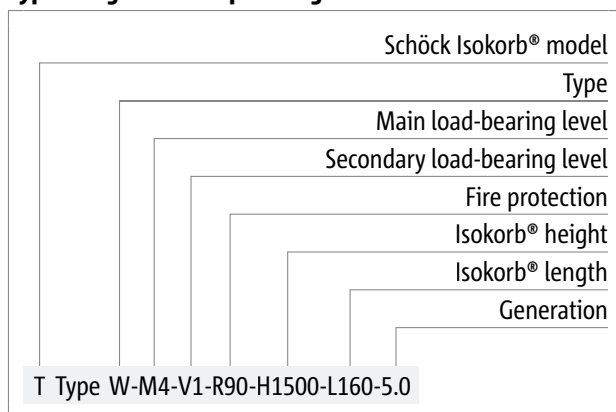 Schöck Isokorb® model
Type
Main load-bearing level
Secondary load-bearing level
Fire protection
Isokorb® height
Isokorb® length
Generation
T Type W-M4-V1-R90-H1500-L160-5.0